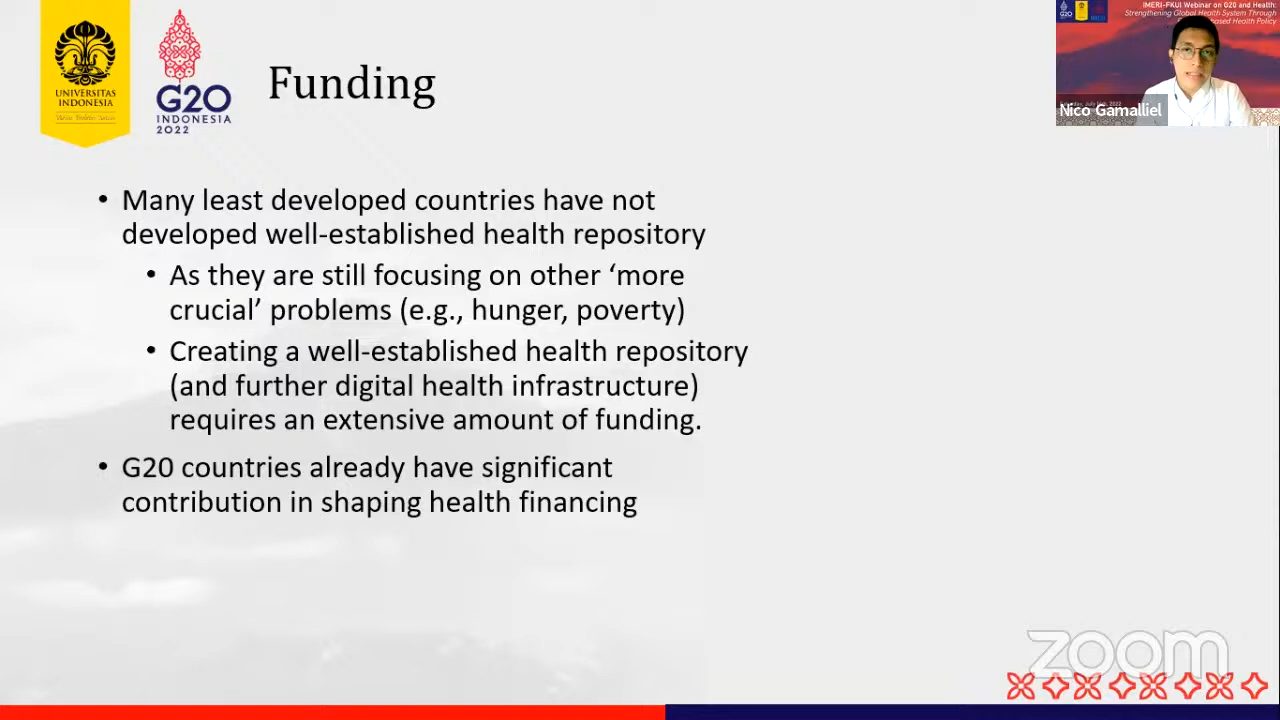 UNIVERSITAS
INDONESIA
G20
INDONESIA
2022
Funding
IMERI-FKUI Webinar on G20 and Health:
Strengthening Global Health System Through
Health Policy
Nico Gamalliel
• Many least developed countries have not
developed well-established health repository
• As they are still focusing on other ‘more
crucial’ problems (e.g., hunger, poverty)
• Creating a well-established health repository
(and further digital health infrastructure)
requires an extensive amount of funding.
• G20 countries already have significant
contribution in shaping health financing
zoom